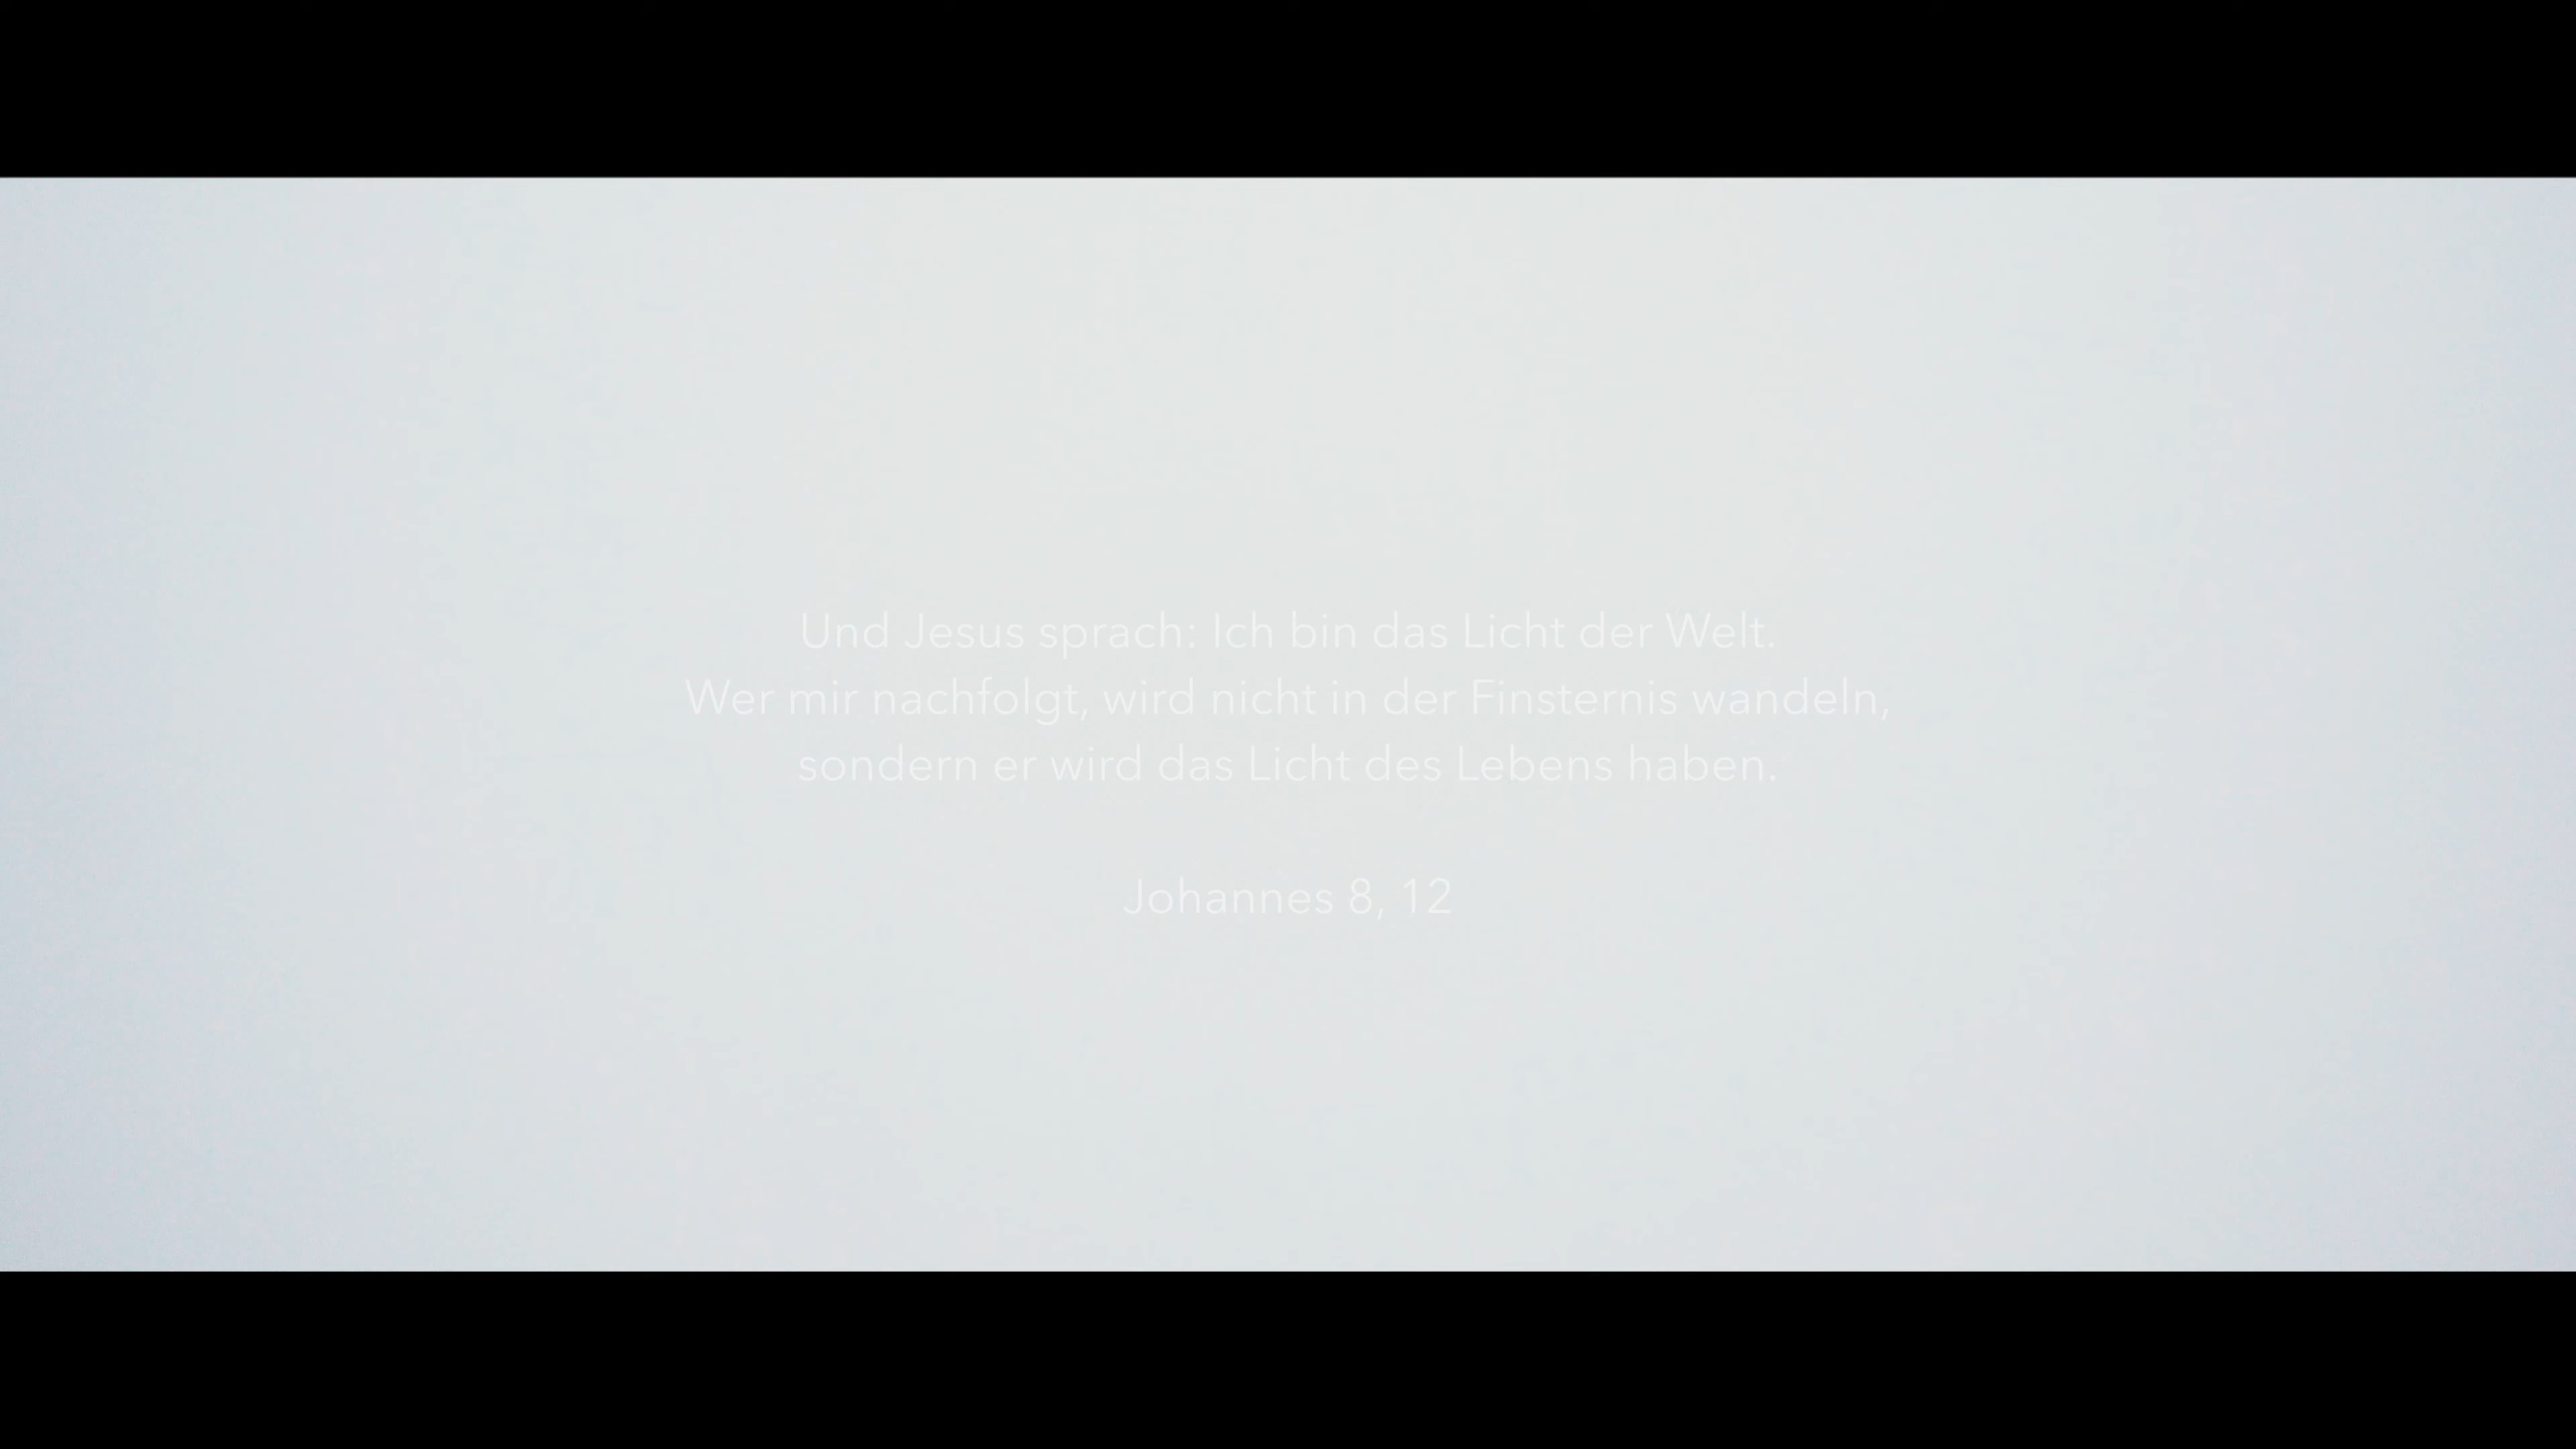 Und Jesus sprach: Ich bin das Licht der Welt.
Wer mir nachfolgt, wird nicht in der Finsternis wandeln,
sondern er wird das Licht des Lebens haben.
Johannes 8, 12